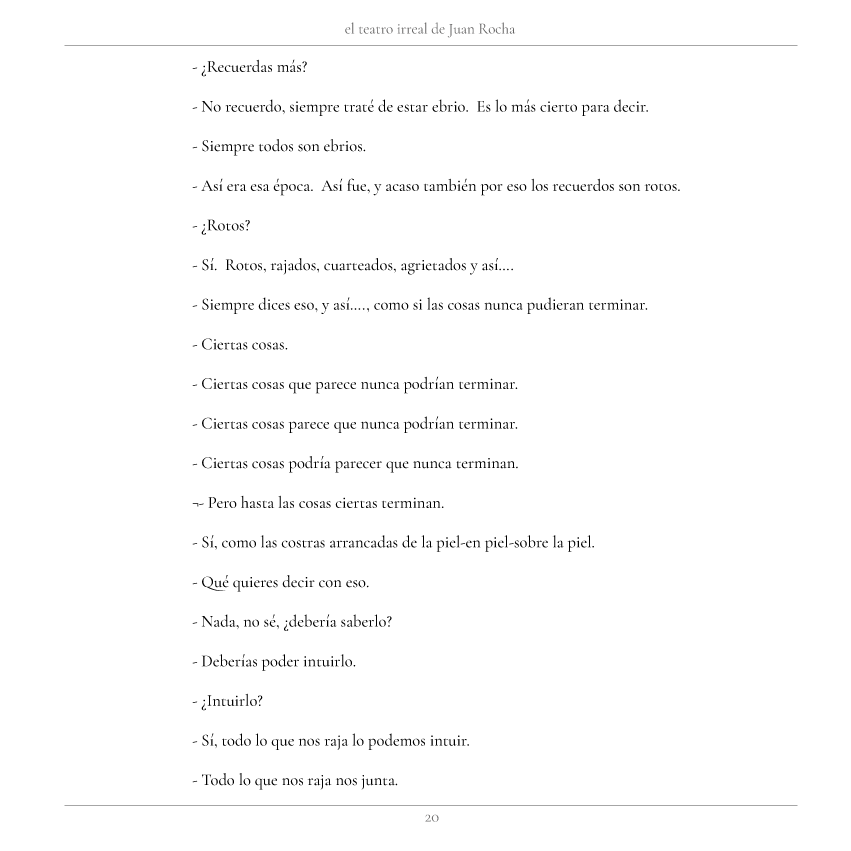 el teatro irreal de Juan Rocha
- ¿Recuerdas más?
- No recuerdo, siempre traté de estar ebrio.  Es lo más cierto para decir.
- Siempre todos son ebrios.
- Así era esa época.  Así fue, y acaso también por eso los recuerdos son rotos.
- ¿Rotos?
- Sí.  Rotos, rajados, cuarteados, agrietados y así….
- Siempre dices eso, y así…., como si las cosas nunca pudieran terminar.
- Ciertas cosas.
- Ciertas cosas que parece nunca podrían terminar.
- Ciertas cosas parece que nunca podrían terminar.
- Ciertas cosas podría parecer que nunca terminan.
¬- Pero hasta las cosas ciertas terminan.
- Sí, como las costras arrancadas de la piel-en piel-sobre la piel.
- Qué quieres decir con eso.
- Nada, no sé, ¿debería saberlo?
- Deberías poder intuirlo.
- ¿Intuirlo?
- Sí, todo lo que nos raja lo podemos intuir.
- Todo lo que nos raja nos junta.
20